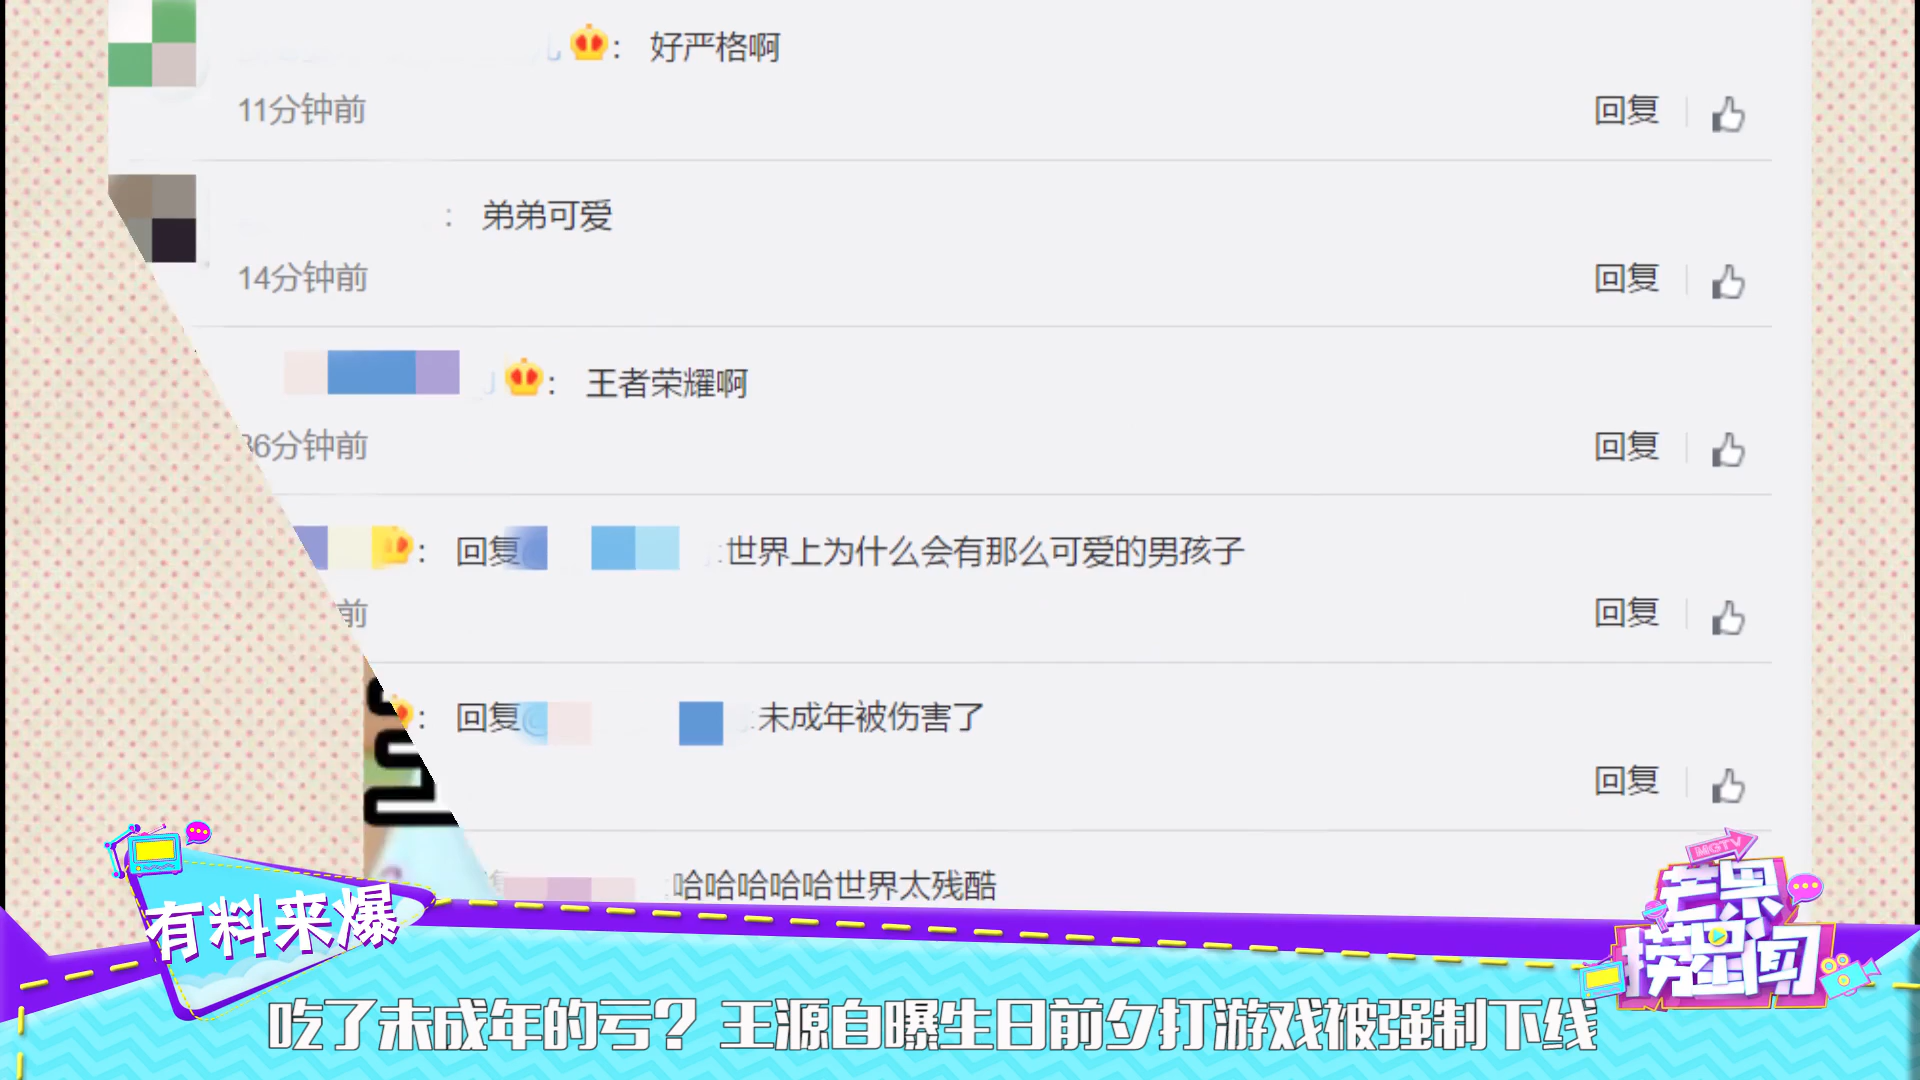 ： 好严格啊
11分钟前
回复
： 弟弟可爱
14分钟前
回复
： 王者荣耀啊
36分钟前
回复
： 回复 :世界上为什么会有那么可爱的男孩子
前
回复
： 回复@ :未成年被伤害了
回复
:哈哈哈哈哈世界太残酷
有料来爆
MGTV
芒果捞星闻
吃了未成年的亏？王源自曝生日前夕打游戏被强制下线